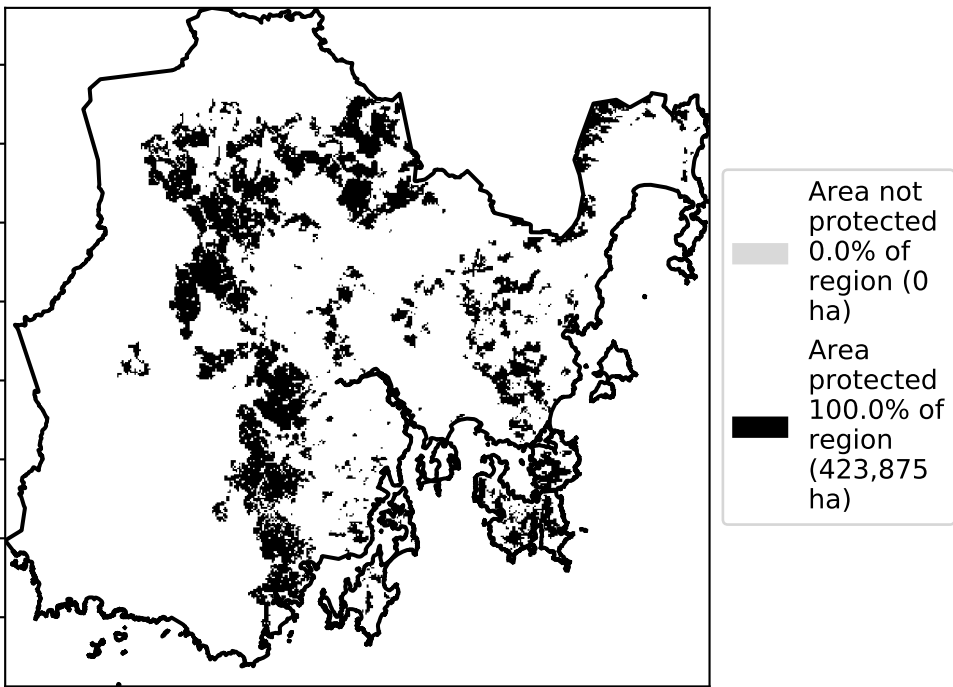 Area not
protected
0.0% of
region (0
ha)
Area
protected
100.0% of
region
(423,875
ha)